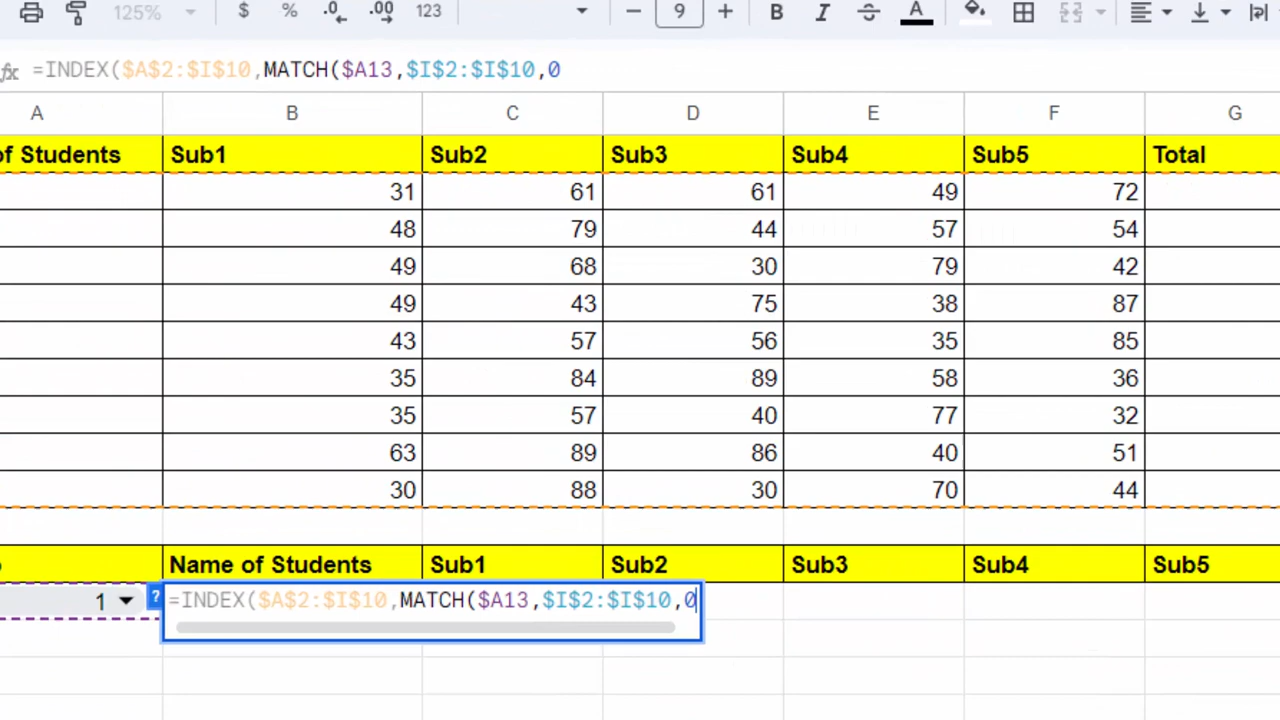 125% $ % .0 .00 123 9 B I A
fx =INDEX($A$2:$I$10,MATCH($A13,$I$2:$I$10,0
A B C D E F G
of Students Sub1 Sub2 Sub3 Sub4 Sub5 Total
31 61 61 49 72
48 79 44 57 54
49 68 30 79 42
49 43 75 38 87
43 57 56 35 85
35 84 89 58 36
35 57 40 77 32
63 89 86 40 51
30 88 30 70 44
Name of Students Sub1 Sub2 Sub3 Sub4 Sub5
1 ? =INDEX($A$2:$I$10,MATCH($A13,$I$2:$I$10,0